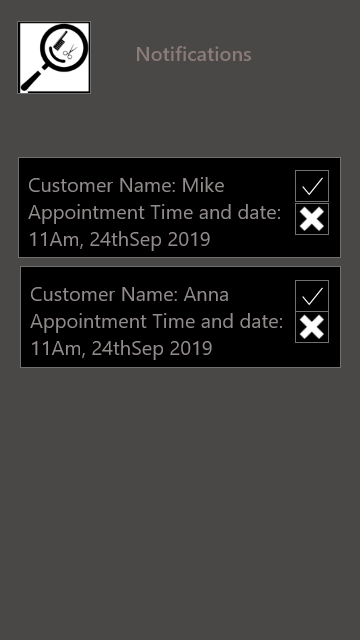 Notifications
Customer Name: Mike
Appointment Time and date:
11Am, 24thSep 2019
Customer Name: Anna
Appointment Time and date:
11Am, 24thSep 2019